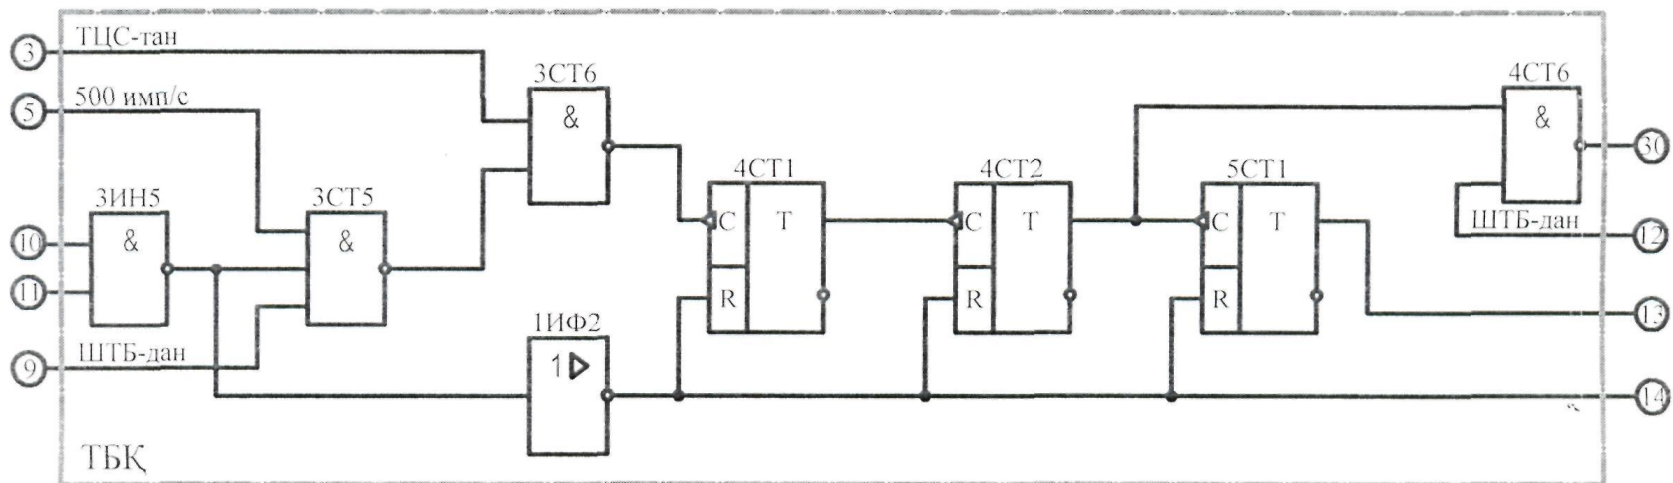 3
ТЦС-тан
5
500 имп/с
3СТ6
&
4СТ6
&
30
3ИН5
&
3СТ5
&
4СТ1
C
T
R
4СТ2
C
T
R
5СТ1
C
T
R
ШТБ-дан
12
10
11
13
9
ШТБ-дан
1ИФ2
1
14
ТБҚ